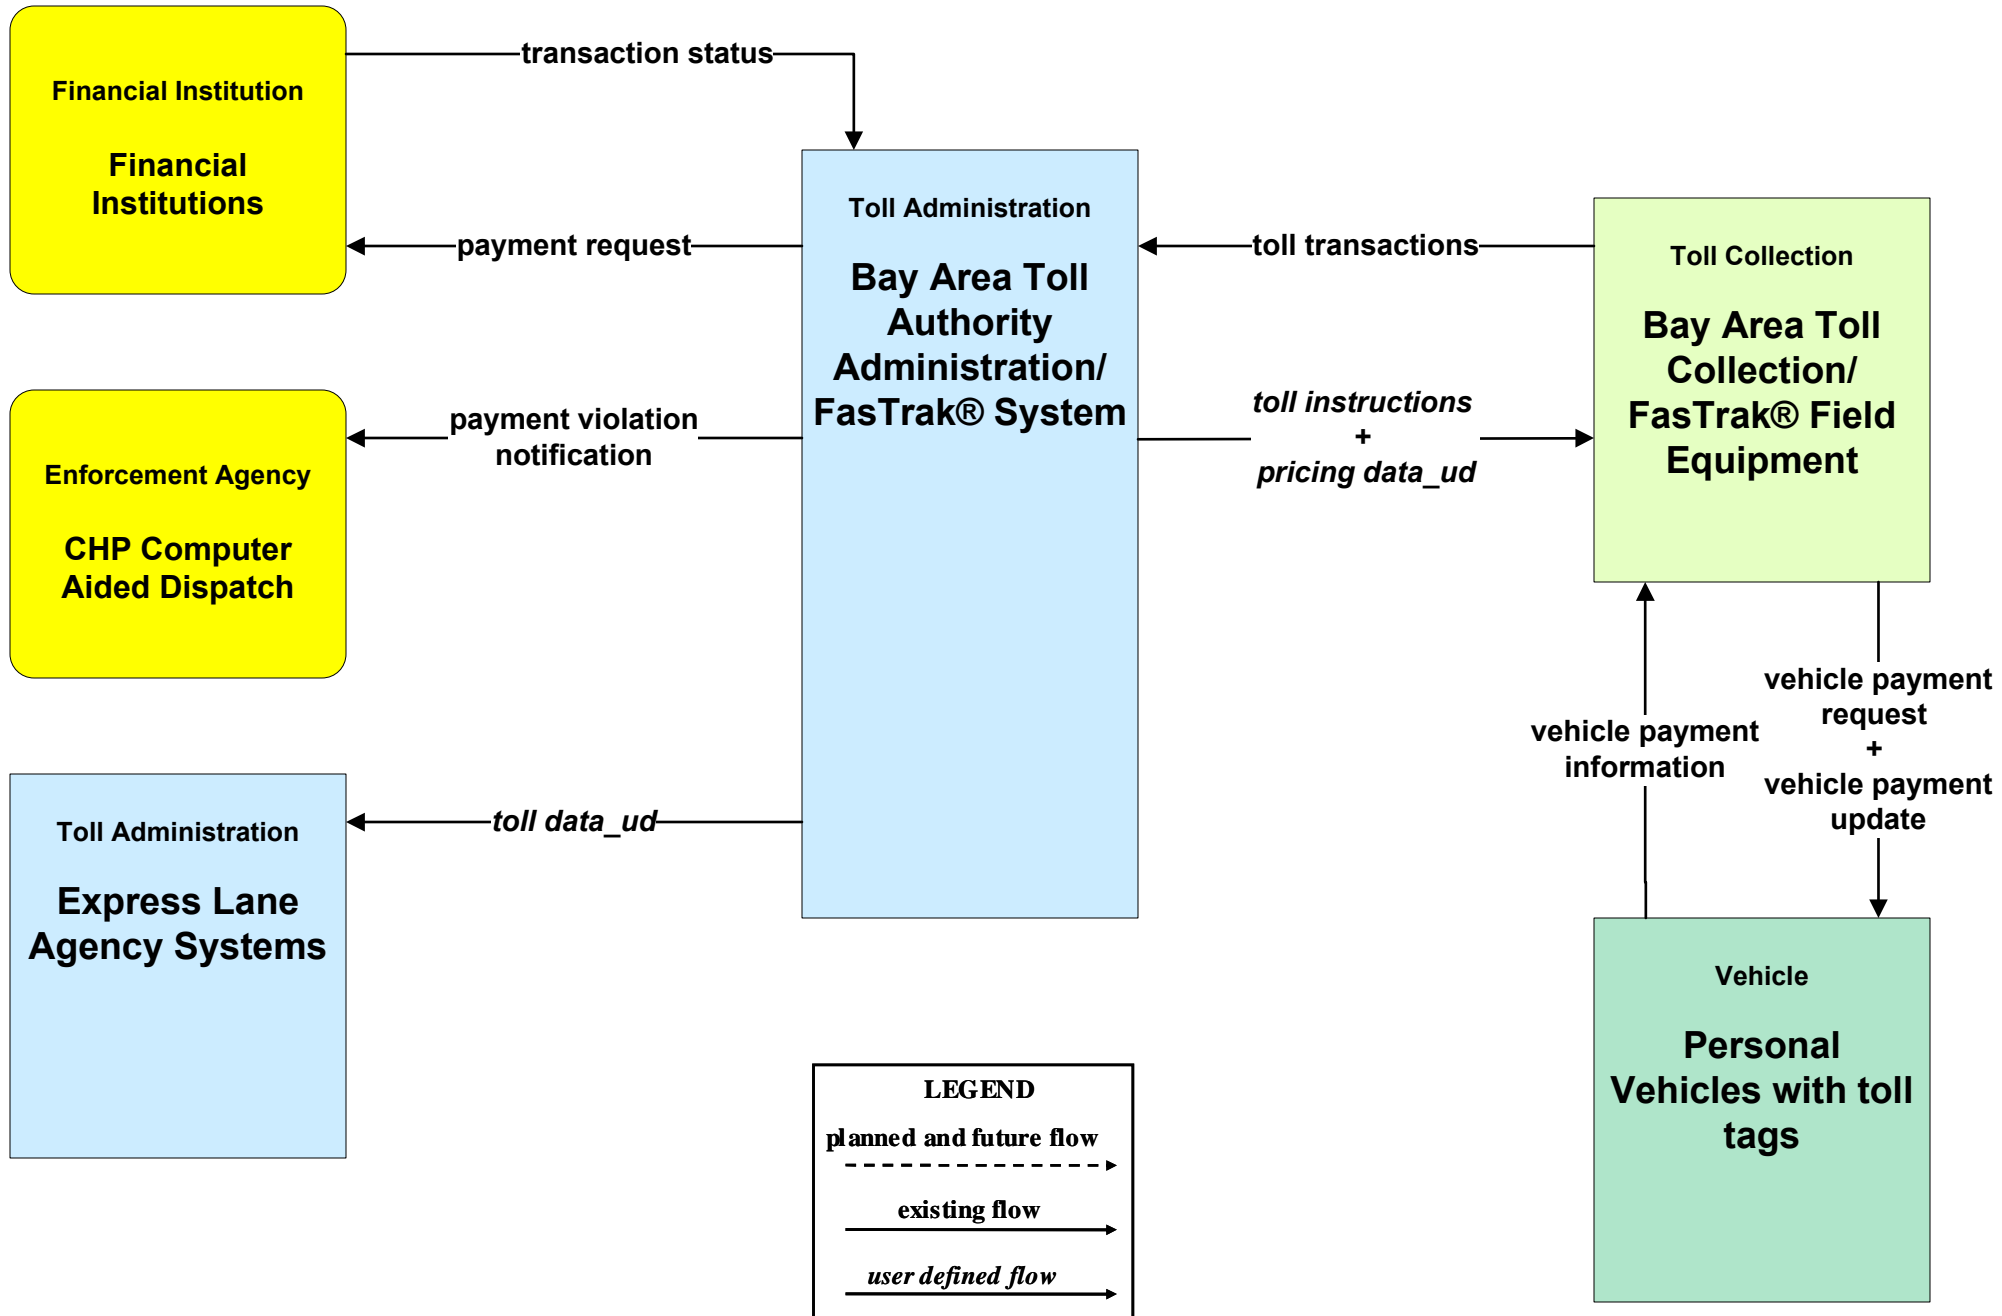 transaction status
Financial Institution
Financial
Institutions
payment request
Toll Administration
Bay Area Toll
Authority
Administration/
FasTrak® System
toll transactions
Toll Collection
Bay Area Toll
Collection/
FasTrak® Field
Equipment
payment violation
notification
toll instructions
+
pricing data_ud
Enforcement Agency
CHP Computer
Aided Dispatch
vehicle payment
information
vehicle payment
request
+
vehicle payment
update
toll data_ud
Toll Administration
Express Lane
Agency Systems
Vehicle
Personal
Vehicles with toll
tags
LEGEND
planned and future flow
existing flow
user defined flow